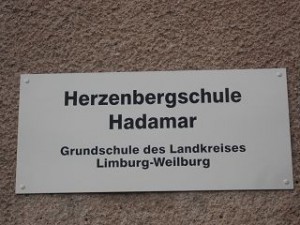 Herzenbergschule
Hadamar
Grundschule des Landkreises
Limburg-Weilburg